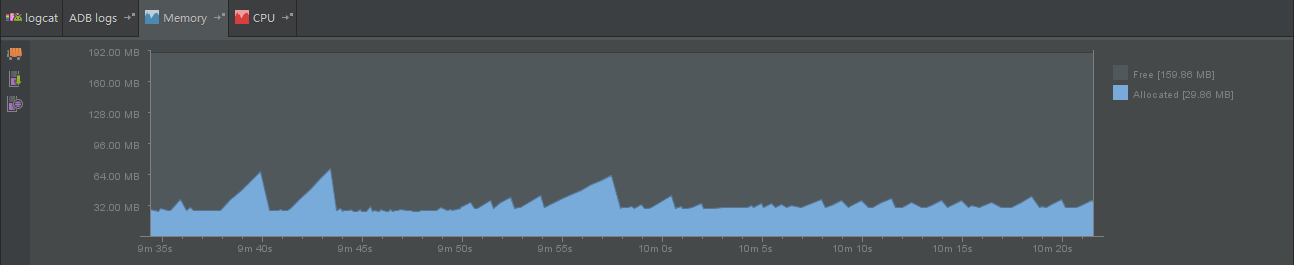 logcat ADB logs Memory CPU
192.00 MB
160.00 MB
128.00 MB
96.00 MB
64.00 MB
32.00 MB
Free [159.86 MB]
Allocated [29.86 MB]
9m 35s 9m 40s 9m 45s 9m 50s 9m 55s 10m 0s 10m 5s 10m 10s 10m 15s 10m 20s